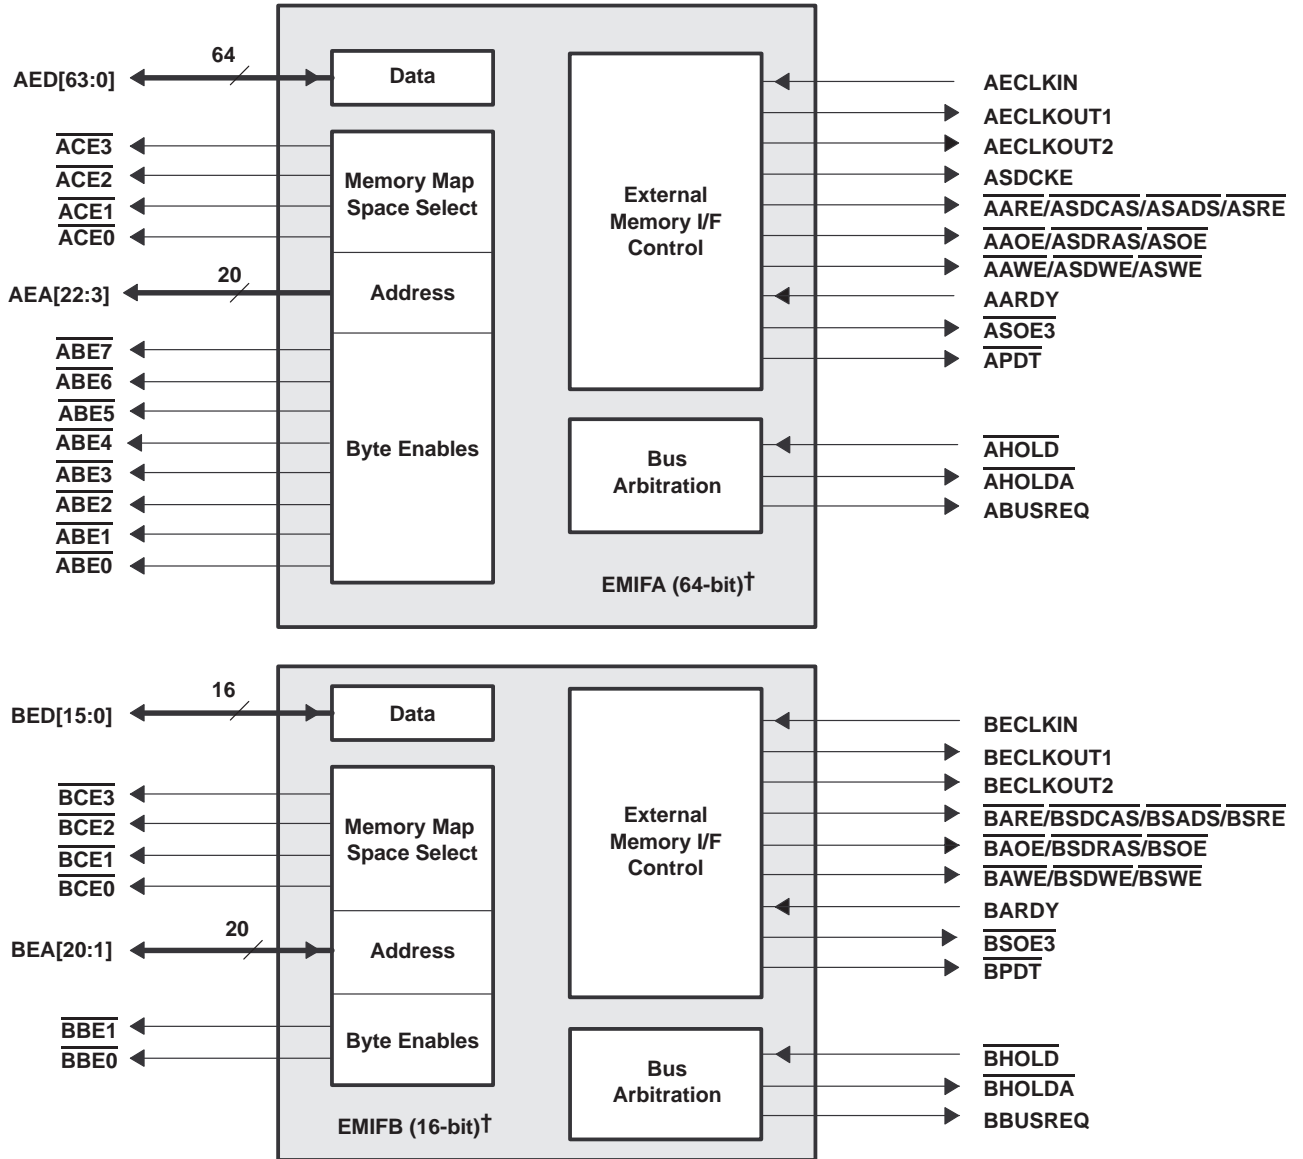 64
AED[63:0]
Data
ACE3
ACE2
ACE1
ACE0
Memory Map
Space Select
20
AEA[22:3]
Address
ABE7
ABE6
ABE5
ABE4
ABE3
ABE2
ABE1
ABE0
Byte Enables
External
Memory I/F
Control
AECLKIN
AECLKOUT1
AECLKOUT2
ASDCKE
AARE/ASDCAS/ASADS/ASRE
AAOE/ASDRAS/ASOE
AAWE/ASDWE/ASWE
AARDY
ASOE3
APDT
Bus
Arbitration
AHOLD
AHOLDA
ABUSREQ
EMIFA (64-bit)†
16
BED[15:0]
Data
BCE3
BCE2
BCE1
BCE0
Memory Map
Space Select
20
BEA[20:1]
Address
BBE1
BBE0
Byte Enables
External
Memory I/F
Control
BECLKIN
BECLKOUT1
BECLKOUT2
BARE/BSDCAS/BSADS/BSRE
BAOE/BSDRAS/BSOE
BAWE/BSDWE/BSWE
BARDY
BSOE3
BPDT
Bus
Arbitration
BHOLD
BHOLDA
BBUSREQ
EMIFB (16-bit)†